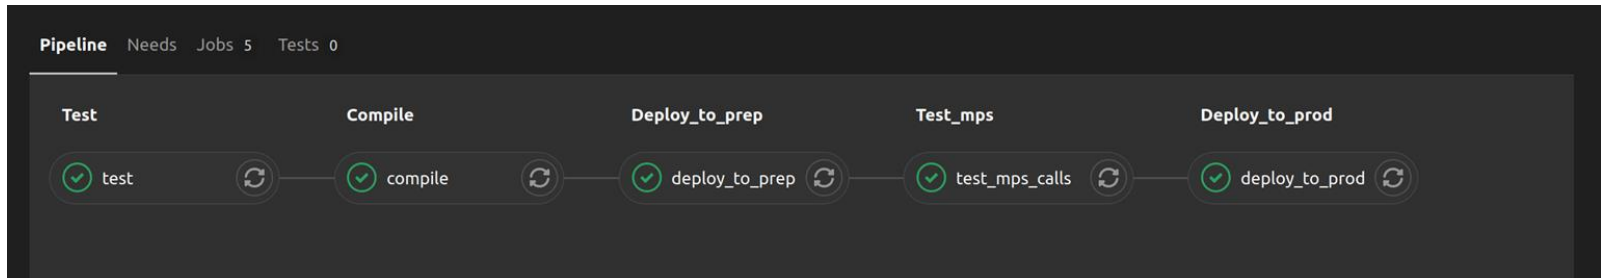 Pipeline Needs Jobs 5 Tests 0
Test Compile Deploy_to_prep Test_mps Deploy_to_prod
test compile deploy_to_prep test_mps_calls deploy_to_prod